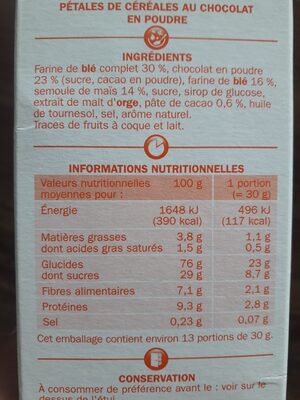 PÉTALES DE CÉRÉALES AU CHOCOLAT
EN POUDRE
INGRÉDIENTS
Farine de blé complet 30 %, chocolat en poudre
23 % (sucre, cacao en poudre), farine de blé 16 %,
semoule de maïs 14 %, sucre, sirop de glucose,
extrait de malt d'orge, pâte de cacao 0,6 %, huile
de tournesol, sel, arôme naturel.
Traces de fruits à coque et lait.
INFORMATIONS NUTRITIONNELLES
Valeurs nutritionnelles 100 g 1 portion
moyennes pour : (= 30 g)
Énergie 1648 kJ 496 kJ
(390 kcal) (117 kcal)
Matières grasses 3,8 g 1,1 g
dont acides gras saturés 1,5 g 0,5 g
Glucides 76 g 23 g
dont sucres 29 g 8,7 g
Fibres alimentaires 7,1 g 2,1 g
Protéines 9,3 g 2,8 g
Sel 0,23 g 0,07 g
Cet emballage contient environ 13 portions de 30 g.
CONSERVATION
À consommer de préférence avant le : voir sur le
dessus de l'étui